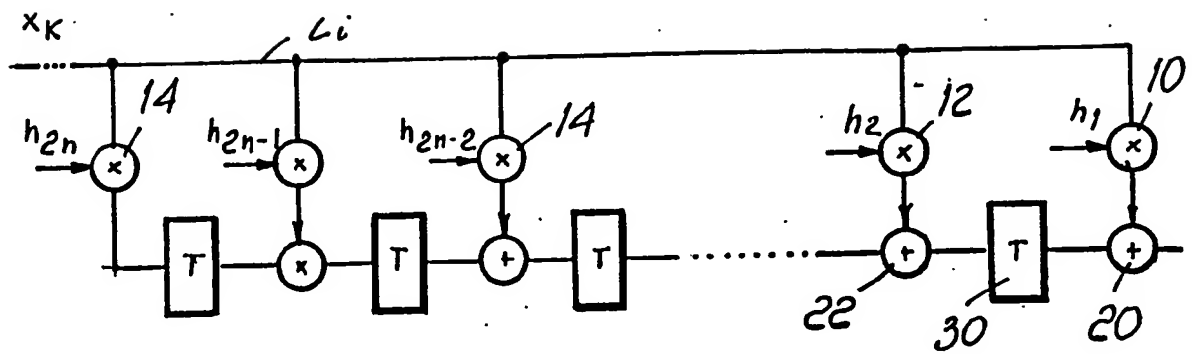 xK Li
14 14 12 10
h2n h2n-1 h2n-2 h2 h1
x x x x x
T x T + T + T +
22 30 20